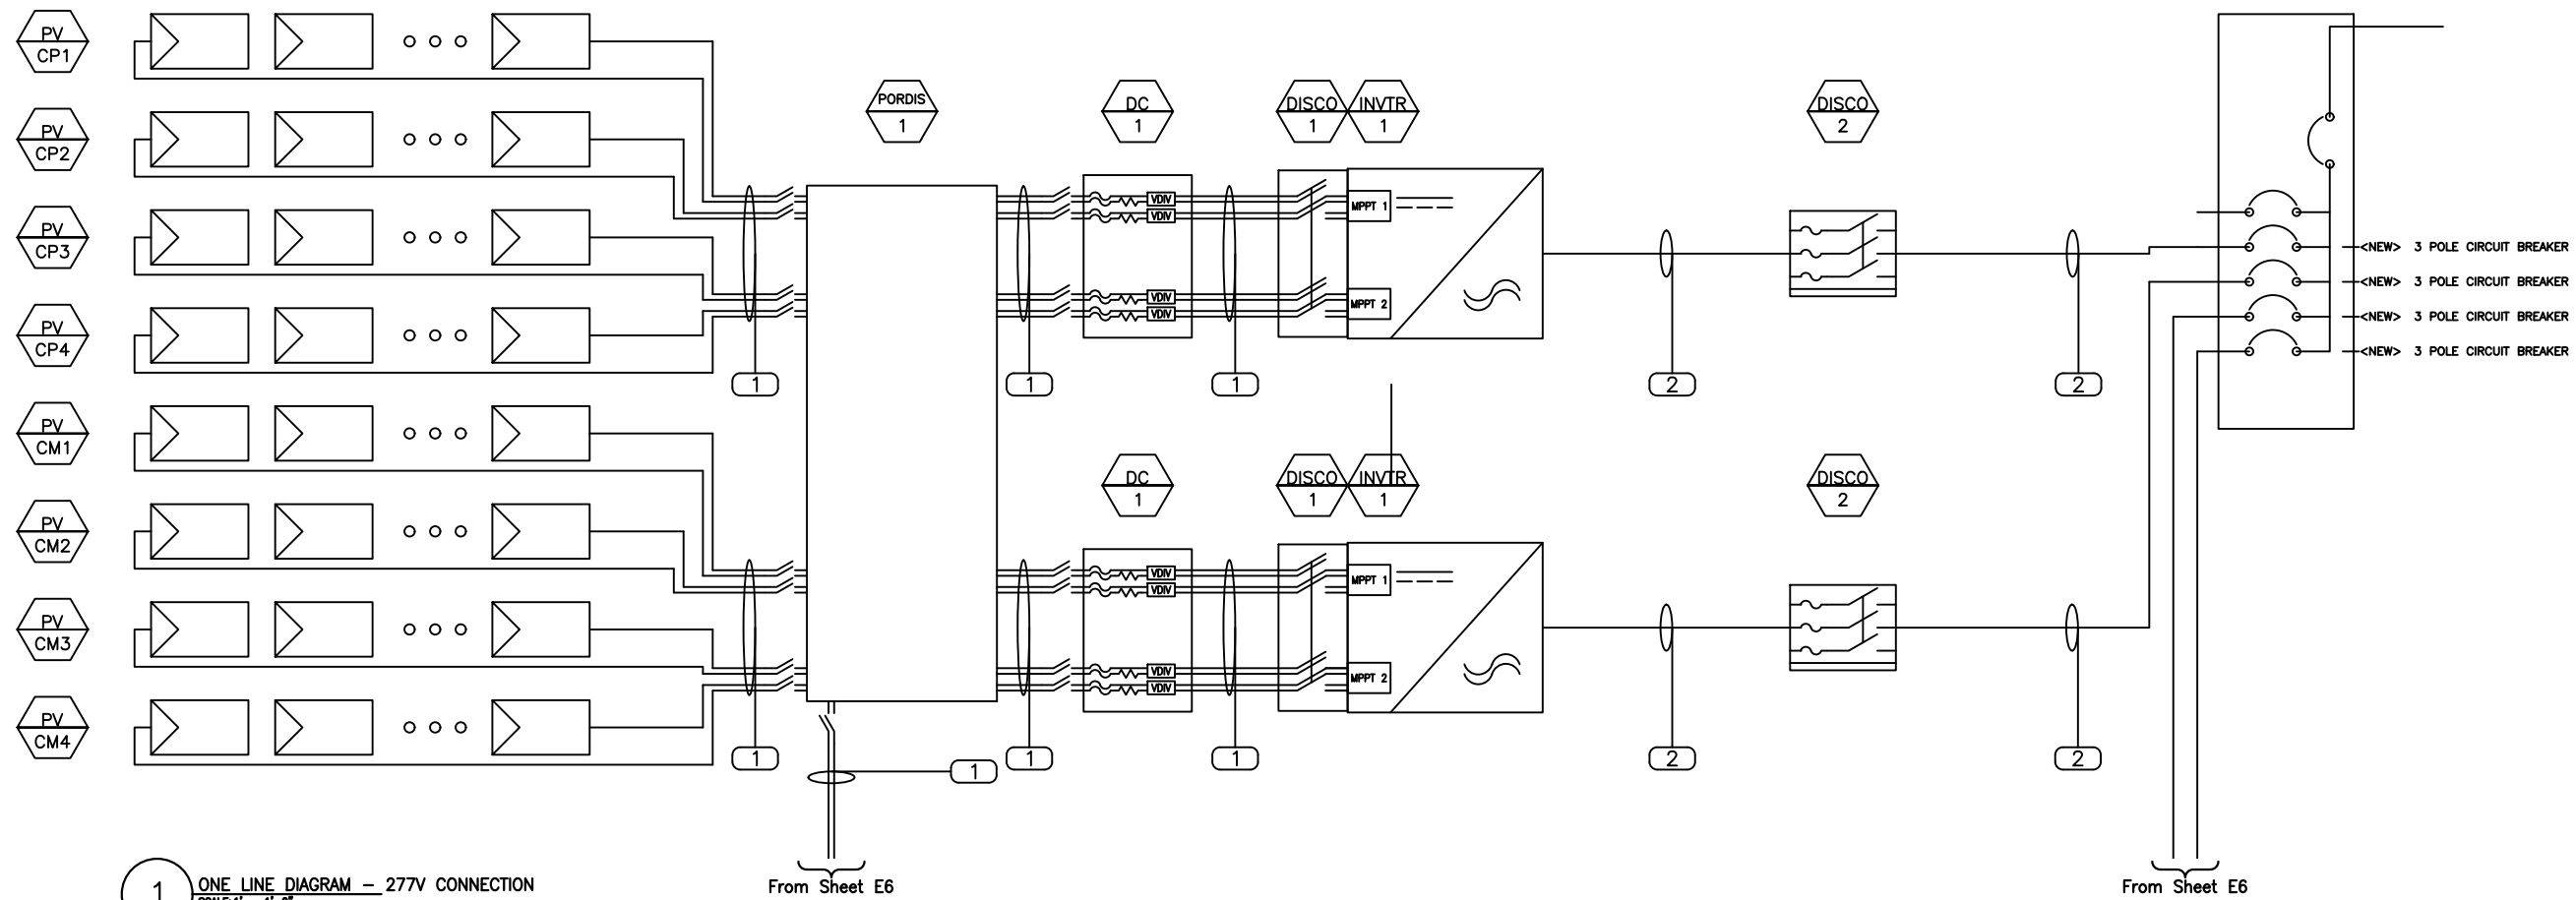 PV
CP1
PV
CP2
PV
CP3
PV
CP4
PV
CM1
PV
CM2
PV
CM3
PV
CM4
PORDIS
1
DC
1
DISCO
1
INVTR
1
DISCO
2
VDIV
VDIV
VDIV
VDIV
MPPT 1
MPPT 2
1
1
1
2
2
<NEW> 3 POLE CIRCUIT BREAKER
<NEW> 3 POLE CIRCUIT BREAKER
<NEW> 3 POLE CIRCUIT BREAKER
<NEW> 3 POLE CIRCUIT BREAKER
DC
1
DISCO
1
INVTR
1
DISCO
2
VDIV
VDIV
VDIV
VDIV
MPPT 1
MPPT 2
1
1
1
2
2
1
From Sheet E6
From Sheet E6
1
ONE LINE DIAGRAM - 277V CONNECTION